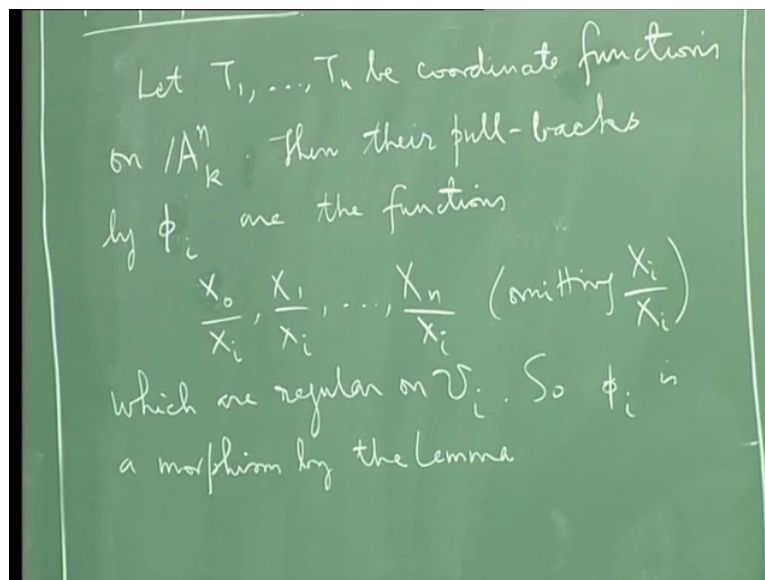 Let T₁, ..., Tₙ be coordinate functions
on /Aⁿₖ. Then their pull-backs
by ϕᵢ are the functions
X₀/Xᵢ, X₁/Xᵢ, ..., Xₙ/Xᵢ (omitting Xᵢ/Xᵢ)
which are regular on Uᵢ. So ϕᵢ is
a morphism by the Lemma